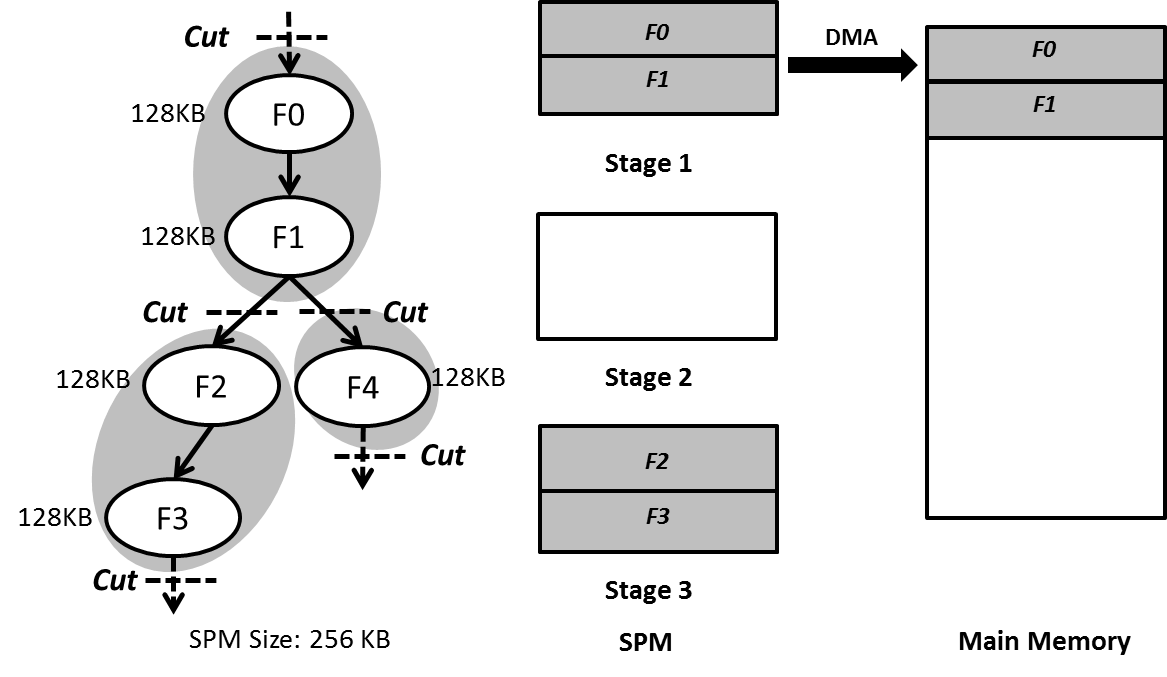 Cut
128KB
F0
128KB
F1
Cut
Cut
128KB
F2
F4
128KB
Cut
128KB
F3
Cut
SPM Size: 256 KB
F0
F1
Stage 1
Stage 2
F2
F3
Stage 3
SPM
DMA
F0
F1
Main Memory